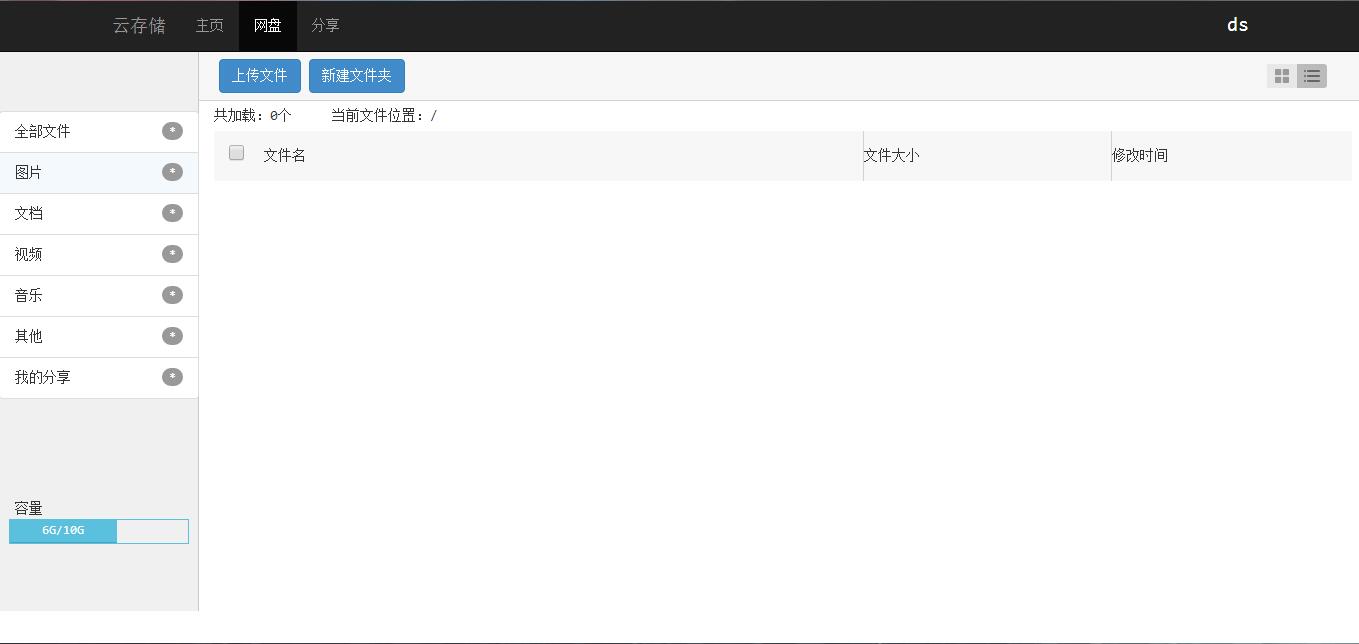 云存储 主页 网盘 分享 ds
上传文件 新建文件夹
共加载：0个 当前文件位置：/
文件名 文件大小 修改时间
全部文件 *
图片 *
文档 *
视频 *
音乐 *
其他 *
我的分享 *
容量
6G/10G